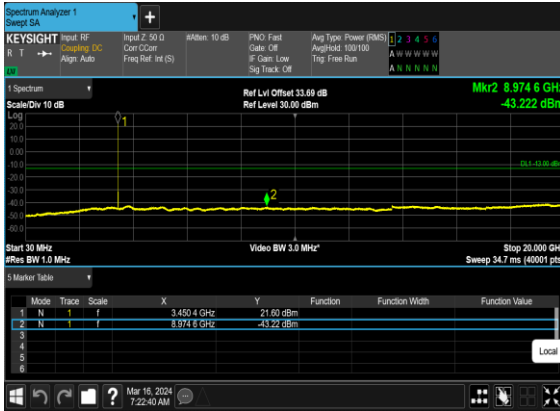 Spectrum Analyzer 1
Swept SA
+
KEYSIGHT Input: RF Input Z: 50 Ω #Atten: 10 dB PNO: Fast Avg Type: Power (RMS) 1 2 3 4 5 6
R T Coupling: DC Corr CCorr Gate: Off Avg|Hold: 100/100 A W W W W W
Align: Auto Freq Ref: Int (S) IF Gain: Low Trig: Free Run
Sig Track: Off A N N N N N
1 Spectrum Ref Lvl Offset 33.69 dB Mkr2 8.974 6 GHz
Scale/Div 10 dB Ref Level 30.00 dBm -43.222 dBm
Log
20.0
10.0
0.00
-10.0
-20.0
-30.0
-40.0
-50.0
-60.0
1
DL1 -13.00 dBm
2
Start 30 MHz Video BW 3.0 MHz* Stop 20.000 GHz
#Res BW 1.0 MHz Sweep 34.7 ms (40001 pts)
5 Marker Table
Mode Trace Scale X Y Function Function Width Function Value
1 N 1 f 3.450 4 GHz 21.60 dBm
2 N 1 f 8.974 6 GHz -43.22 dBm
3
4
5
6
Local
? Mar 16, 2024
7:22:40 AM